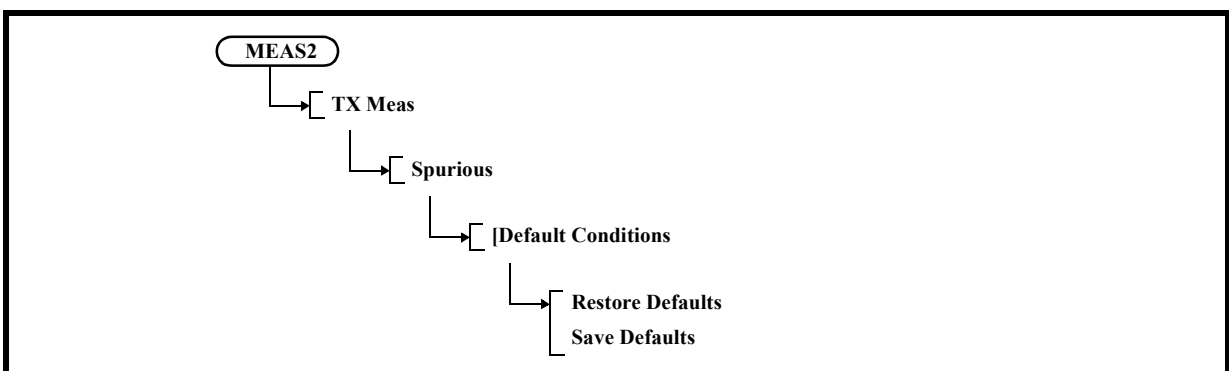 MEAS2
TX Meas
Spurious
[Default Conditions
Restore Defaults
Save Defaults